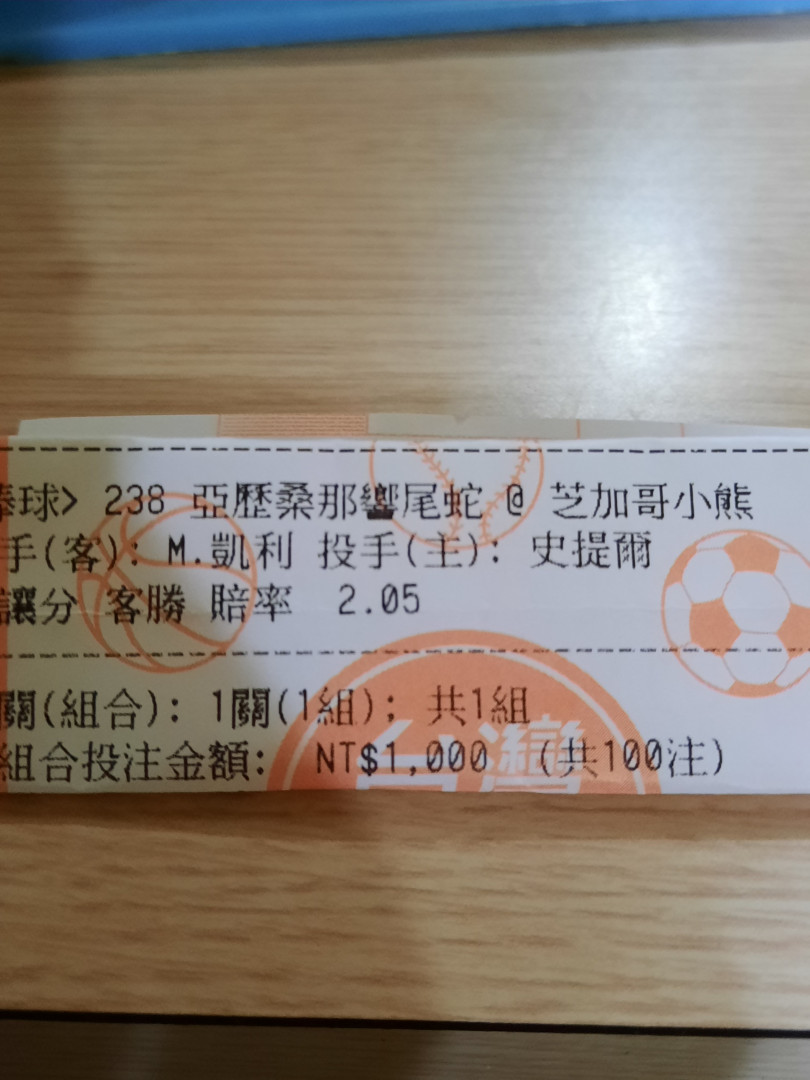 棒球> 238 亞歷桑那響尾蛇 @ 芝加哥小熊
手(客): M.凱利 投手(主): 史提爾
讓分 客勝 賠率 2.05
關(組合): 1關(1組); 共1組
組合投注金額: NT$1,000 (共100注)
台灣